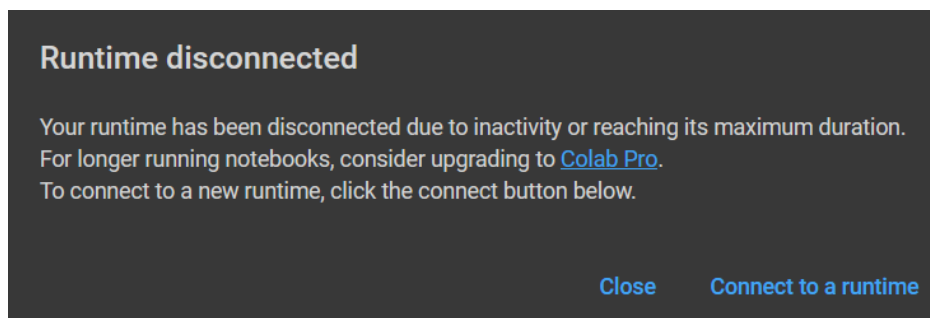 Runtime disconnected
Your runtime has been disconnected due to inactivity or reaching its maximum duration.
For longer running notebooks, consider upgrading to Colab Pro.
To connect to a new runtime, click the connect button below.
Close Connect to a runtime